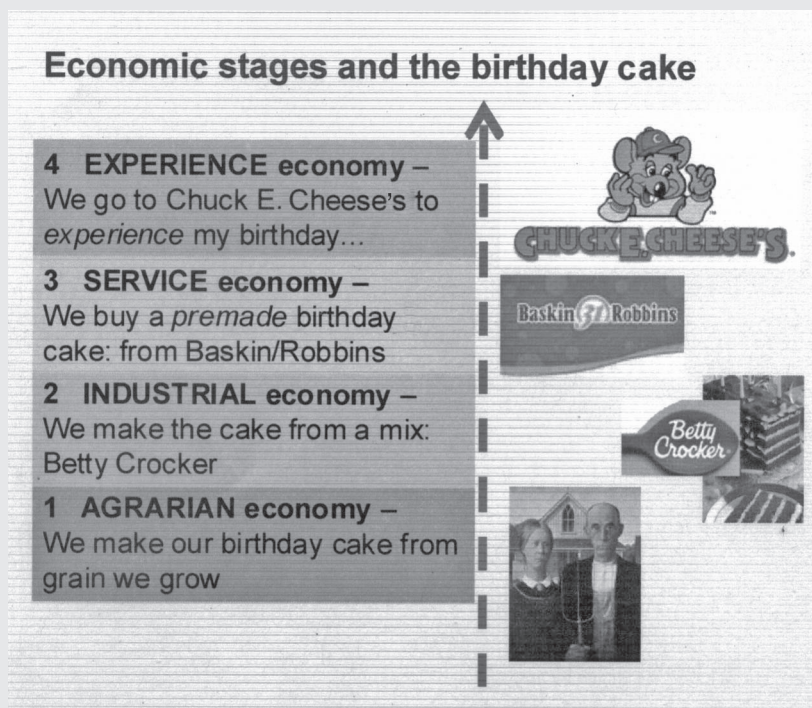 Economic stages and the birthday cake
4 EXPERIENCE economy –
We go to Chuck E. Cheese's to
experience my birthday...
3 SERVICE economy –
We buy a premade birthday
cake: from Baskin/Robbins
2 INDUSTRIAL economy –
We make the cake from a mix:
Betty Crocker
1 AGRARIAN economy –
We make our birthday cake from
grain we grow
CHUCK E. CHEESE'S.
Baskin 31 Robbins
Betty
Crocker